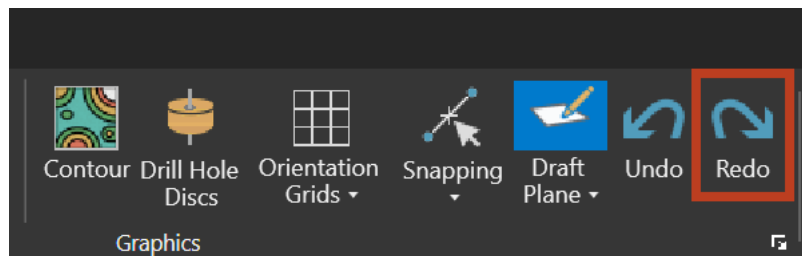 Contour
Drill Hole
Discs
Orientation
Grids
Snapping
Draft
Plane
Undo
Redo
Graphics